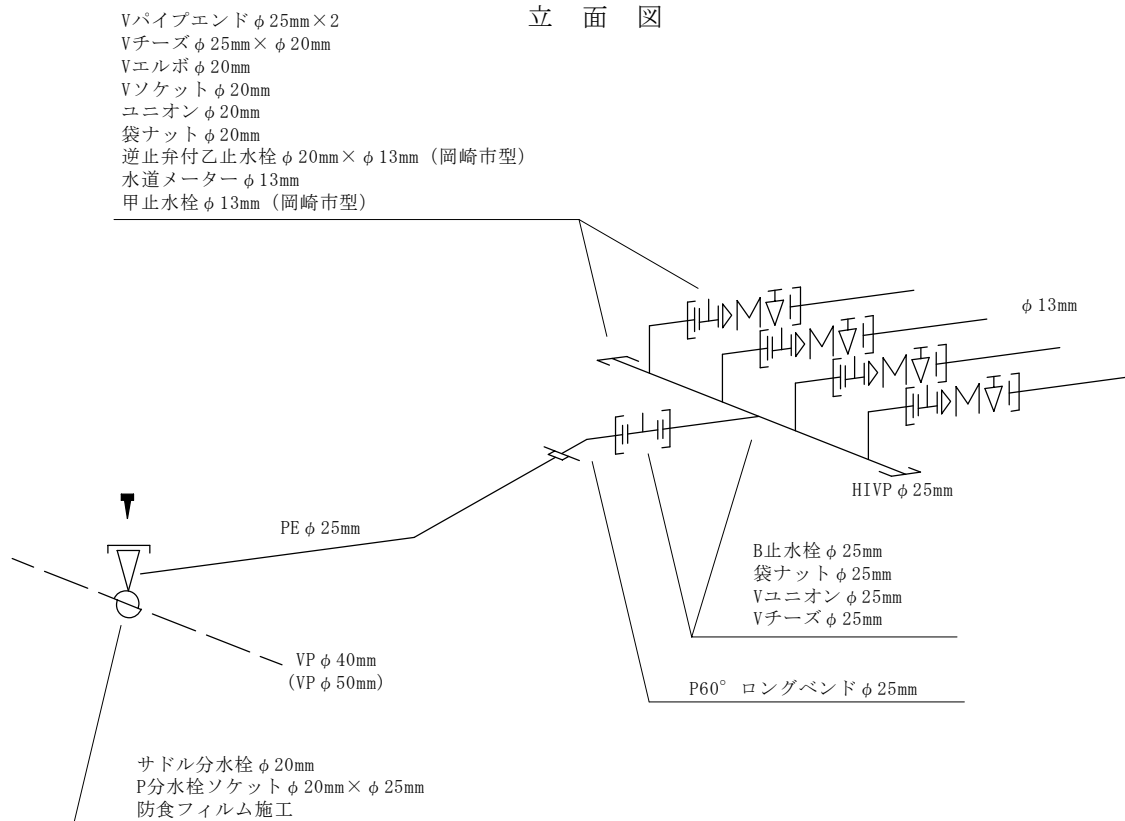 立面図
Vパイプエンドφ25mm×2
Vチーズφ25mm×φ20mm
Vエルボφ20mm
Vソケットφ20mm
ユニオンφ20mm
袋ナットφ20mm
逆止弁付乙止水栓φ20mm×φ13mm (岡崎市型)
水道メーターφ13mm
甲止水栓φ13mm (岡崎市型)
φ13mm
HIVPφ25mm
PEφ25mm
B止水栓φ25mm
袋ナットφ25mm
Vユニオンφ25mm
Vチーズφ25mm
VPφ40mm
(VPφ50mm)
P60° ロングベンドφ25mm
サドル分水栓φ20mm
P分水栓ソケットφ20mm×φ25mm
防食フィルム施工